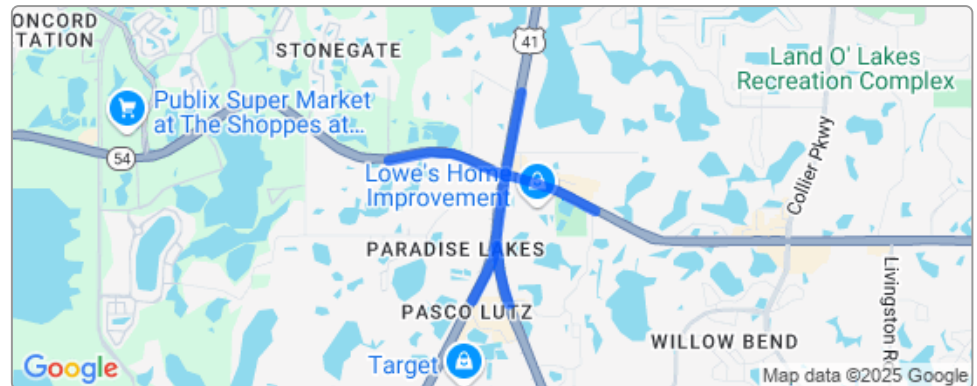 ONCORD
TATION
STONEGATE
41
Land O' Lakes
Recreation Complex
Publix Super Market
at The Shoppes at...
54
Lowe's Home
Improvement
Collier Pkwy
PARADISE LAKES
Livingston Ro
PASCO LUTZ
WILLOW BEND
Target
Google
Map data ©2025 Google